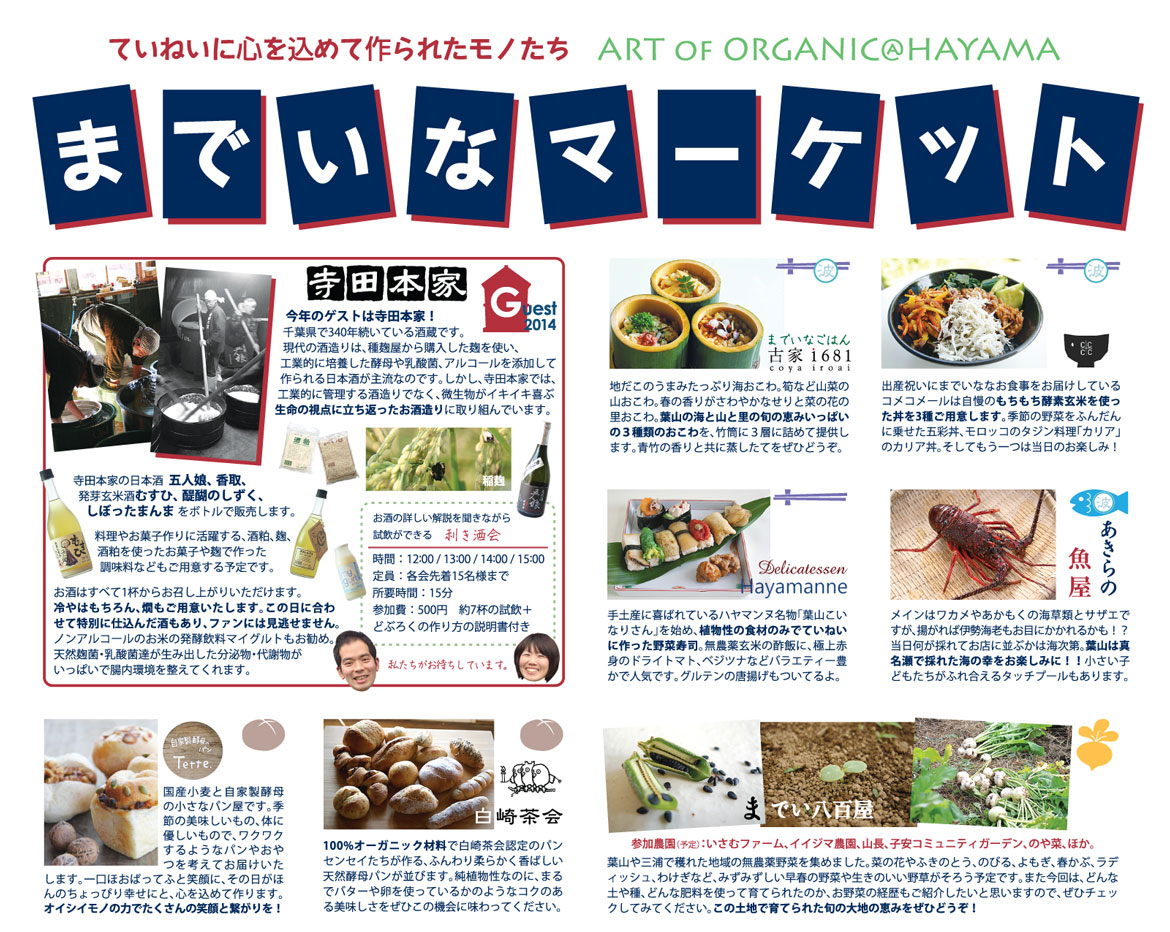 ていねいに心を込めて作られたモノたち ART OF ORGANIC@HAYAMA
までいなマーケット
寺田本家
Guest
2014
今年のゲストは寺田本家！
千葉県で340年続いている酒蔵です。
現代の酒造りは、種麹屋から購入した麹を使い、
工業的に培養した酵母や乳酸菌、アルコールを添加して
作られる日本酒が主流なのです。しかし、寺田本家では、
工業的に管理する酒造りでなく、微生物がイキイキ喜ぶ
生命の視点に立ち返ったお酒造りに取り組んでいます。
稲麹
寺田本家の日本酒 五人娘、香取、
発芽玄米酒むすひ、醍醐のしずく、
しぼったまんま をボトルで販売します。
料理やお菓子作りに活躍する、酒粕、麹、
酒粕を使ったお菓子や麹で作った
調味料などもご用意する予定です。
お酒はすべて1杯からお召し上がりいただけます。
冷やはもちろん、燗もご用意いたします。この日に合わ
せて特別に仕込んだ酒もあり、ファンには見逃せません。
ノンアルコールのお米の発酵飲料マイグルトもお勧め。
天然麹菌・乳酸菌達が生み出した分泌物・代謝物が
いっぱいで腸内環境を整えてくれます。
お酒の詳しい解説を聞きながら
試飲ができる 利き酒会
時間：12:00 / 13:00 / 14:00 / 15:00
定員：各会先着15名様まで
所要時間：15分
参加費：500円 約7杯の試飲＋
どぶろくの作り方の説明書付き
私たちがお待ちしています。
波
までいなごはん
古家1681
coya iroai
地だこのうまみたっぷり海おこわ。筍など山菜の
山おこわ。春の香りがさわやかなせりと菜の花の
里おこわ。葉山の海と山と里の旬の恵みいっぱい
の３種類のおこわを、竹筒に３層に詰めて提供し
ます。青竹の香りと共に蒸したてをぜひどうぞ。
波
出産祝いにまでいななお食事をお届けしている
コメコメールは自慢のもちもち酵素玄米を使っ
た丼を3種ご用意します。季節の野菜をふんだん
に乗せた五彩丼、モロッコのタジン料理「カリア」
のカリア丼。そしてもう一つは当日のお楽しみ！
Delicatessen
Hayamanne
手土産に喜ばれているハヤマンヌ名物「葉山こい
なりさん」を始め、植物性の食材のみでていねい
に作った野菜寿司。無農薬玄米の酢飯に、極上赤
身のドライトマト、ベジツナなどバラエティー豊
かで人気です。グルテンの唐揚げもついてるよ。
波
あきらの
魚屋
メインはワカメやあかもくの海草類とサザエで
すが、揚がれば伊勢海老もお目にかかれるかも！？
当日何が採れてお店に並ぶかは海次第。葉山は真
名瀬で採れた海の幸をお楽しみに！！小さい子
どもたちがふれ合えるタッチプールもあります。
自家製酵母のパン
Terre.
国産小麦と自家製酵母
の小さなパン屋です。季
節の美味しいもの、体に
優しいもので、ワクワク
するようなパンやおや
つを考えてお届けいた
します。一口ほおばってふと笑顔に、その日がほ
んのちょっぴり幸せにと、心を込めて作ります。
オイシイモノの力でたくさんの笑顔と繋がりを！
白崎茶会
100％オーガニック材料で白崎茶会認定のパン
センセイたちが作る、ふんわり柔らかく香ばしい
天然酵母パンが並びます。純植物性なのに、まる
でバターや卵を使っているかのようなコクのあ
る美味しさをぜひこの機会に味わってください。
までい八百屋
参加農園（予定）：いさむファーム、イイジマ農園、山長、子安コミュニティガーデン、のや菜、ほか。
葉山や三浦で穫れた地域の無農薬野菜を集めました。菜の花やふきのとう、のびる、よもぎ、春かぶ、ラデ
ィッシュ、わけぎなど、みずみずしい早春の野菜や生きのいい野草がそろう予定です。また今回は、どんな
土や種、どんな肥料を使って育てられたのか、お野菜の経歴もご紹介したいと思いますので、ぜひチェッ
クしてみてください。この土地で育てられた旬の大地の恵みをぜひどうぞ！